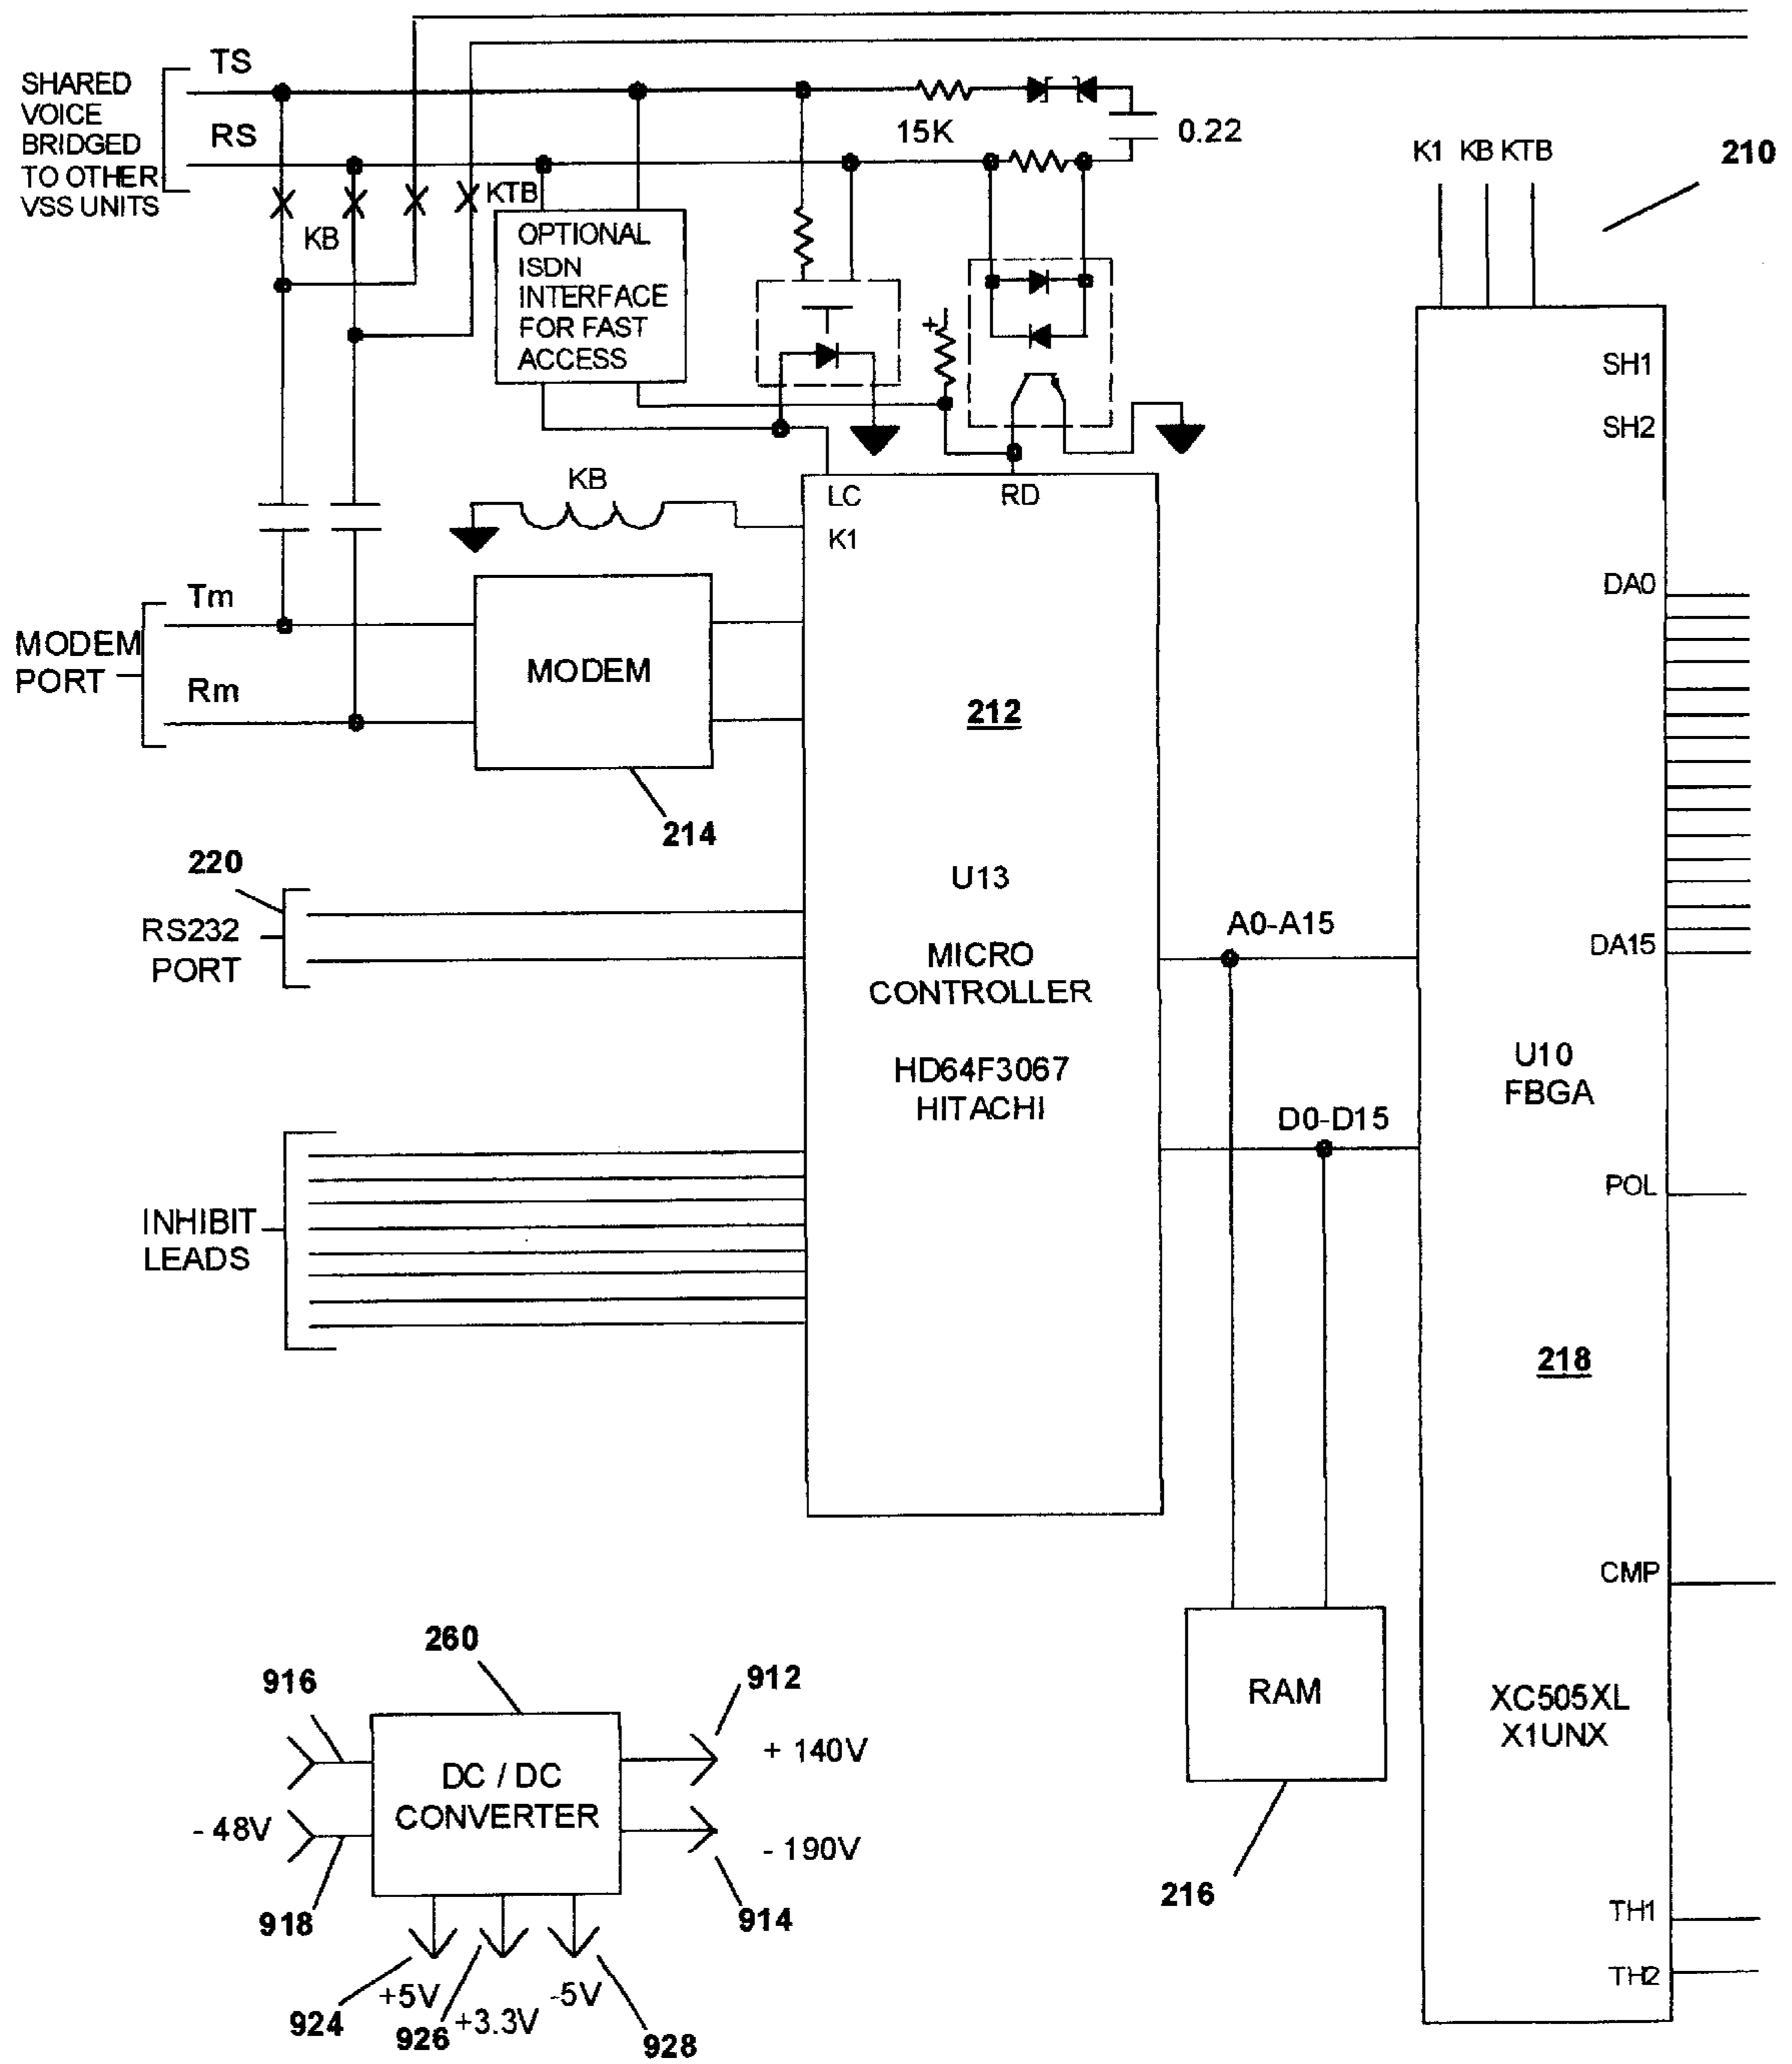 TS
SHARED
VOICE
BRIDGED
TO OTHER
VSS UNITS
RS
15K
0.22
K1 KB KTB
210
KTB
KB
OPTIONAL
ISDN
INTERFACE
FOR FAST
ACCESS
+
SH1
SH2
KB
LC
RD
K1
Tm
MODEM
PORT
Rm
MODEM
212
DA0
214
220
RS232
PORT
U13
MICRO
CONTROLLER
HD64F3067
HITACHI
A0-A15
DA15
U10
FBGA
D0-D15
POL
INHIBIT
LEADS
218
CMP
RAM
XC505XL
X1UNX
216
TH1
TH2
260
916
912
DC / DC
CONVERTER
+ 140V
- 48V
- 190V
918
914
+5V
-5V
924
926
+3.3V
928